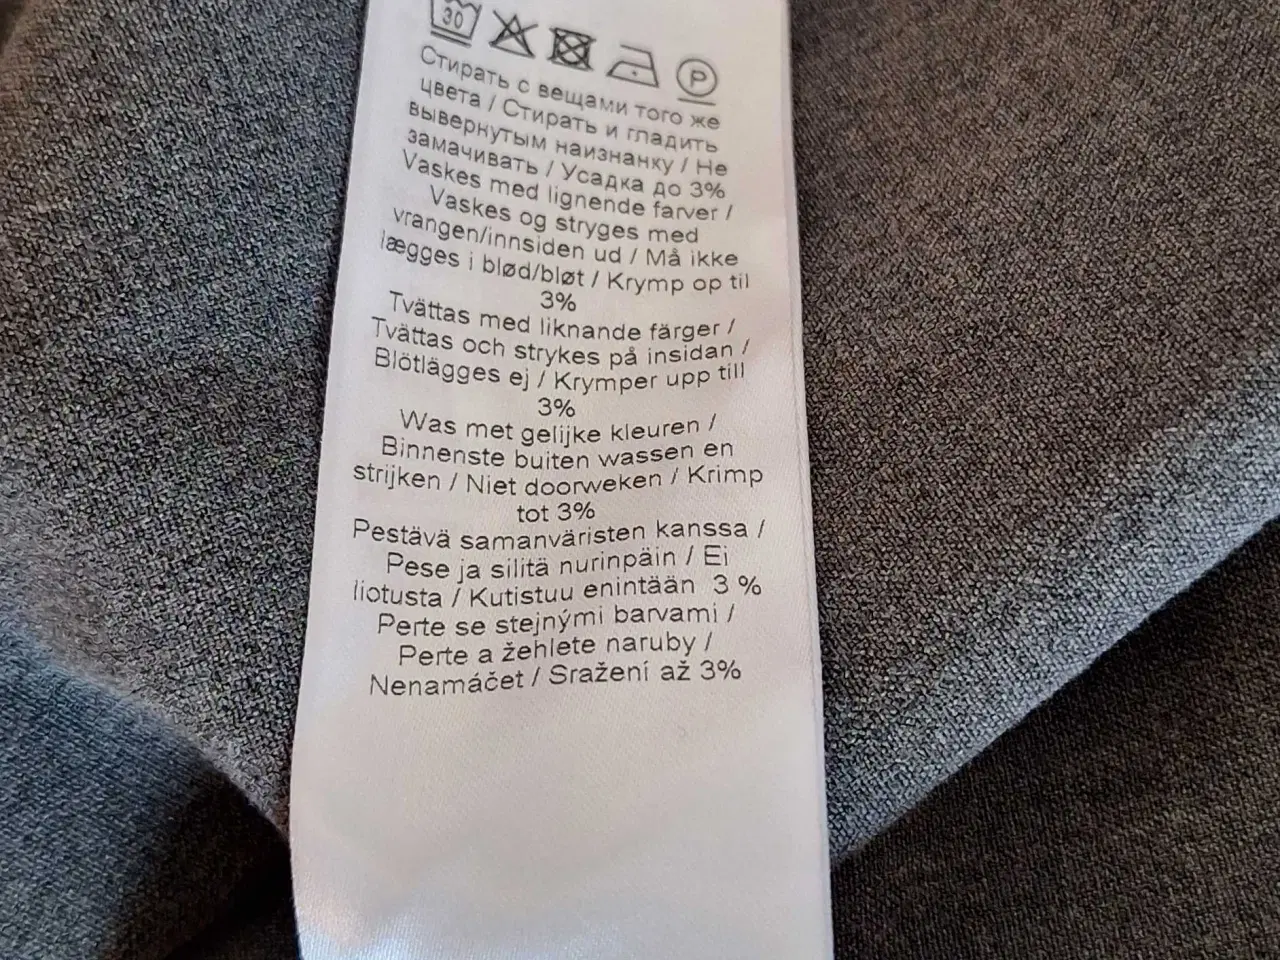 30
P
Стирать с вещами того же
цвета / Стирать и гладить
вывернутым наизнанку / Не
замачивать / Усадка до 3%
Vaskes med lignende farver /
Vaskes og stryges med
vrangen/innsiden ud / Må ikke
lægges i blød/bløt / Krymp op til
3%
Tvättas med liknande färger /
Tvättas och strykes på insidan /
Blötlägges ej / Krymper upp till
3%
Was met gelijke kleuren /
Binnenste buiten wassen en
strijken / Niet doorweken / Krimp
tot 3%
Pestävä samanväristen kanssa /
Pese ja silitä nurinpäin / Ei
liotusta / Kutistuu enintään 3 %
Perte se stejnými barvami /
Perte a žehlete naruby /
Nenamáčet / Sražení až 3%